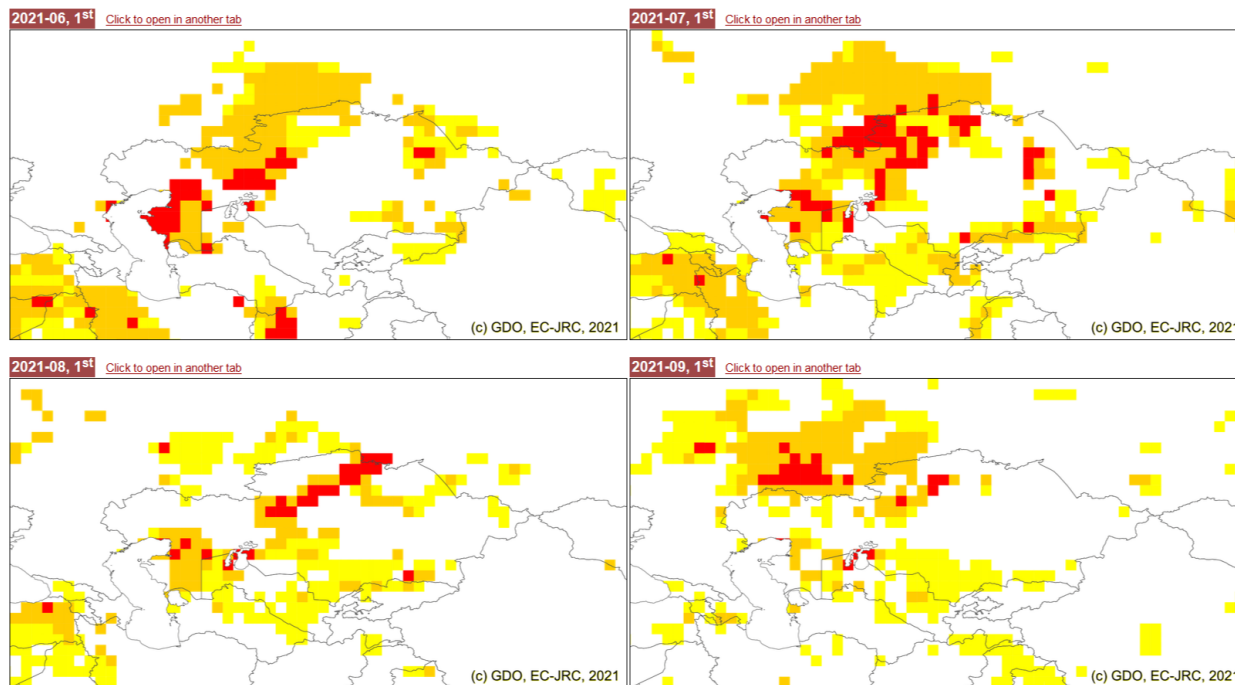 2021-06, 1st Click to open in another tab
(c) GDO, EC-JRC, 2021
2021-07, 1st Click to open in another tab
(c) GDO, EC-JRC, 2021
2021-08, 1st Click to open in another tab
(c) GDO, EC-JRC, 2021
2021-09, 1st Click to open in another tab
(c) GDO, EC-JRC, 2021